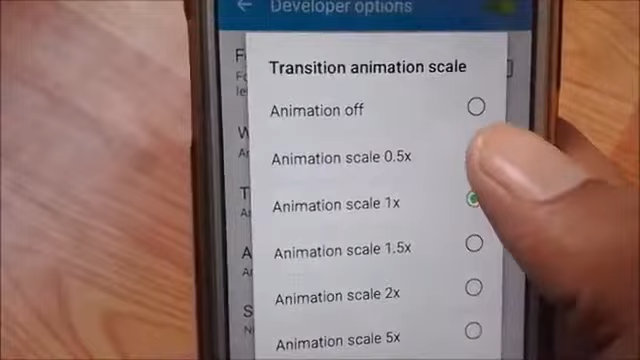 Developer options
Transition animation scale
Animation off
Animation scale 0.5x
Animation scale 1x
Animation scale 1.5x
Animation scale 2x
Animation scale 5x